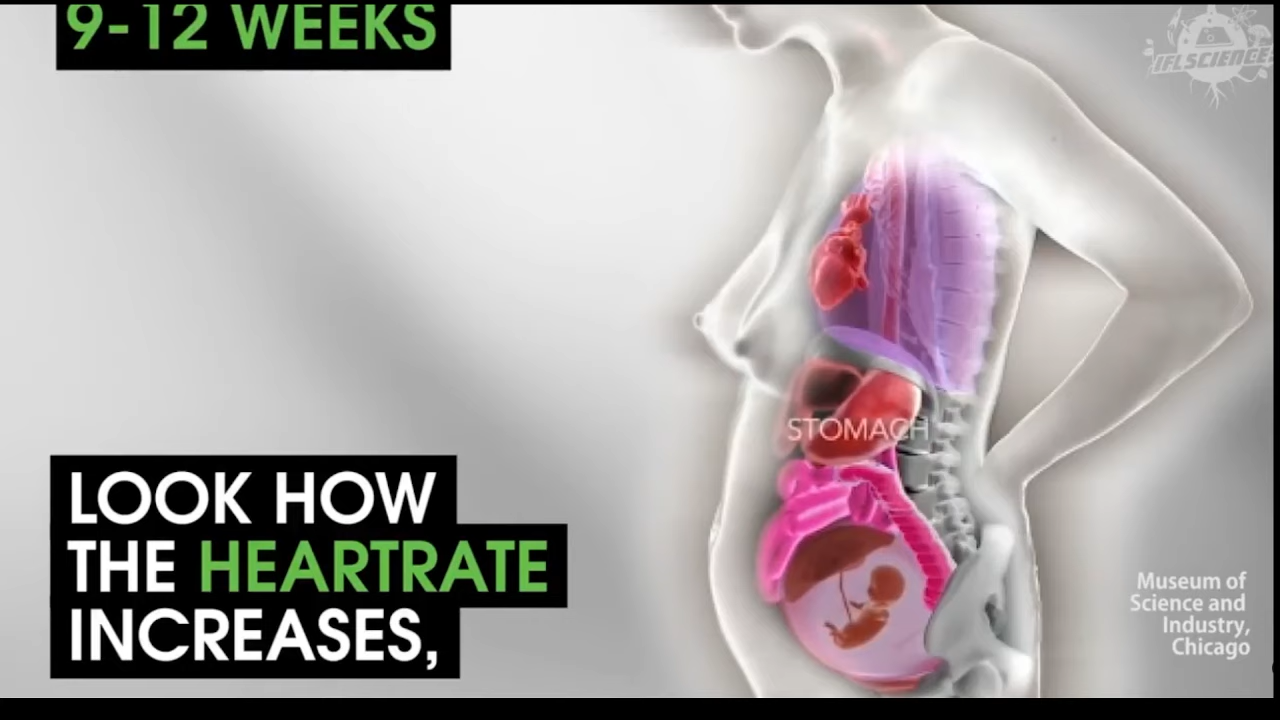 9-12 WEEKS
IFLSCIENCE
STOMACH
LOOK HOW
THE HEARTRATE
INCREASES,
Museum of
Science and
Industry,
Chicago